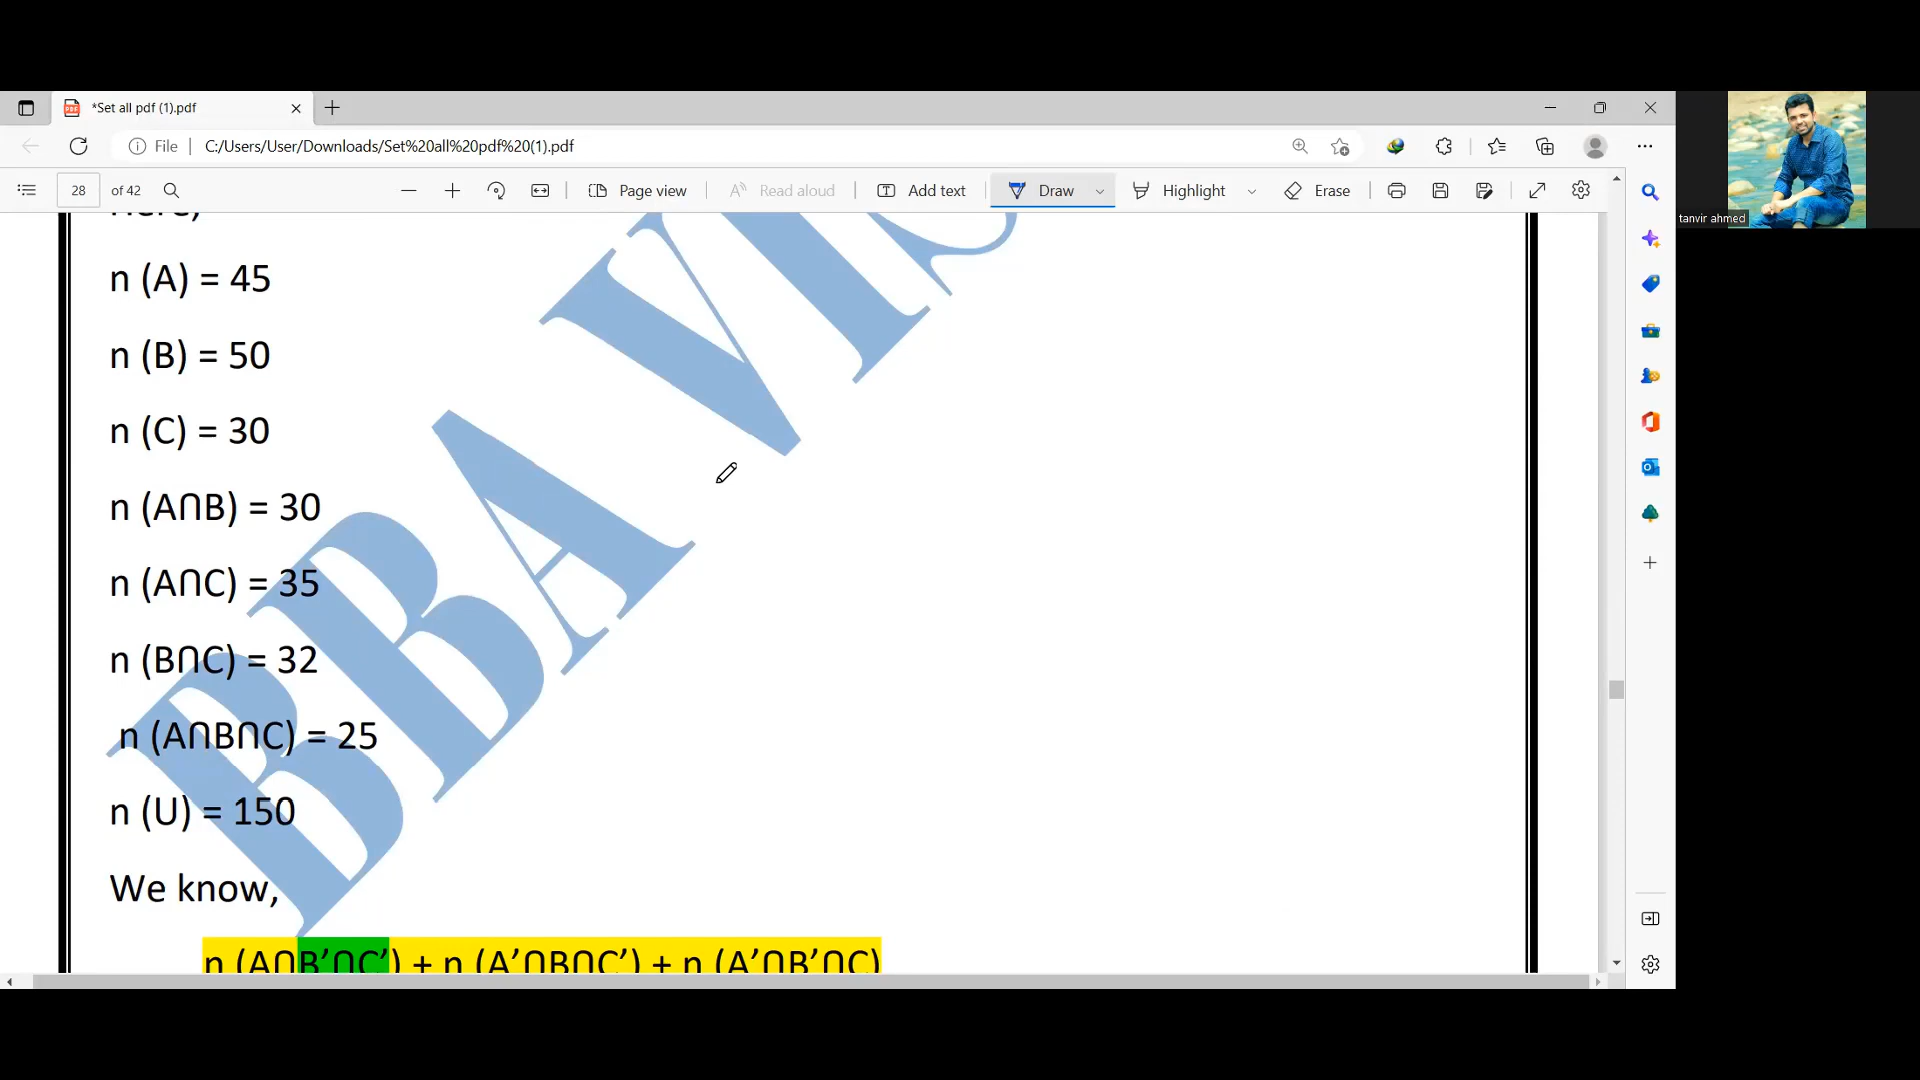 *Set all pdf (1).pdf
File
C:/Users/User/Downloads/Set%20all%20pdf%20(1).pdf
28 of 42
Page view
Read aloud
Add text
Draw
Highlight
Erase
tanvir ahmed
here,
n (A) = 45
n (B) = 50
n (C) = 30
n (A∩B) = 30
n (A∩C) = 35
n (B∩C) = 32
n (A∩B∩C) = 25
n (U) = 150
We know,
n (A∩B’∩C’) + n (A’∩B∩C’) + n (A’∩B’∩C)